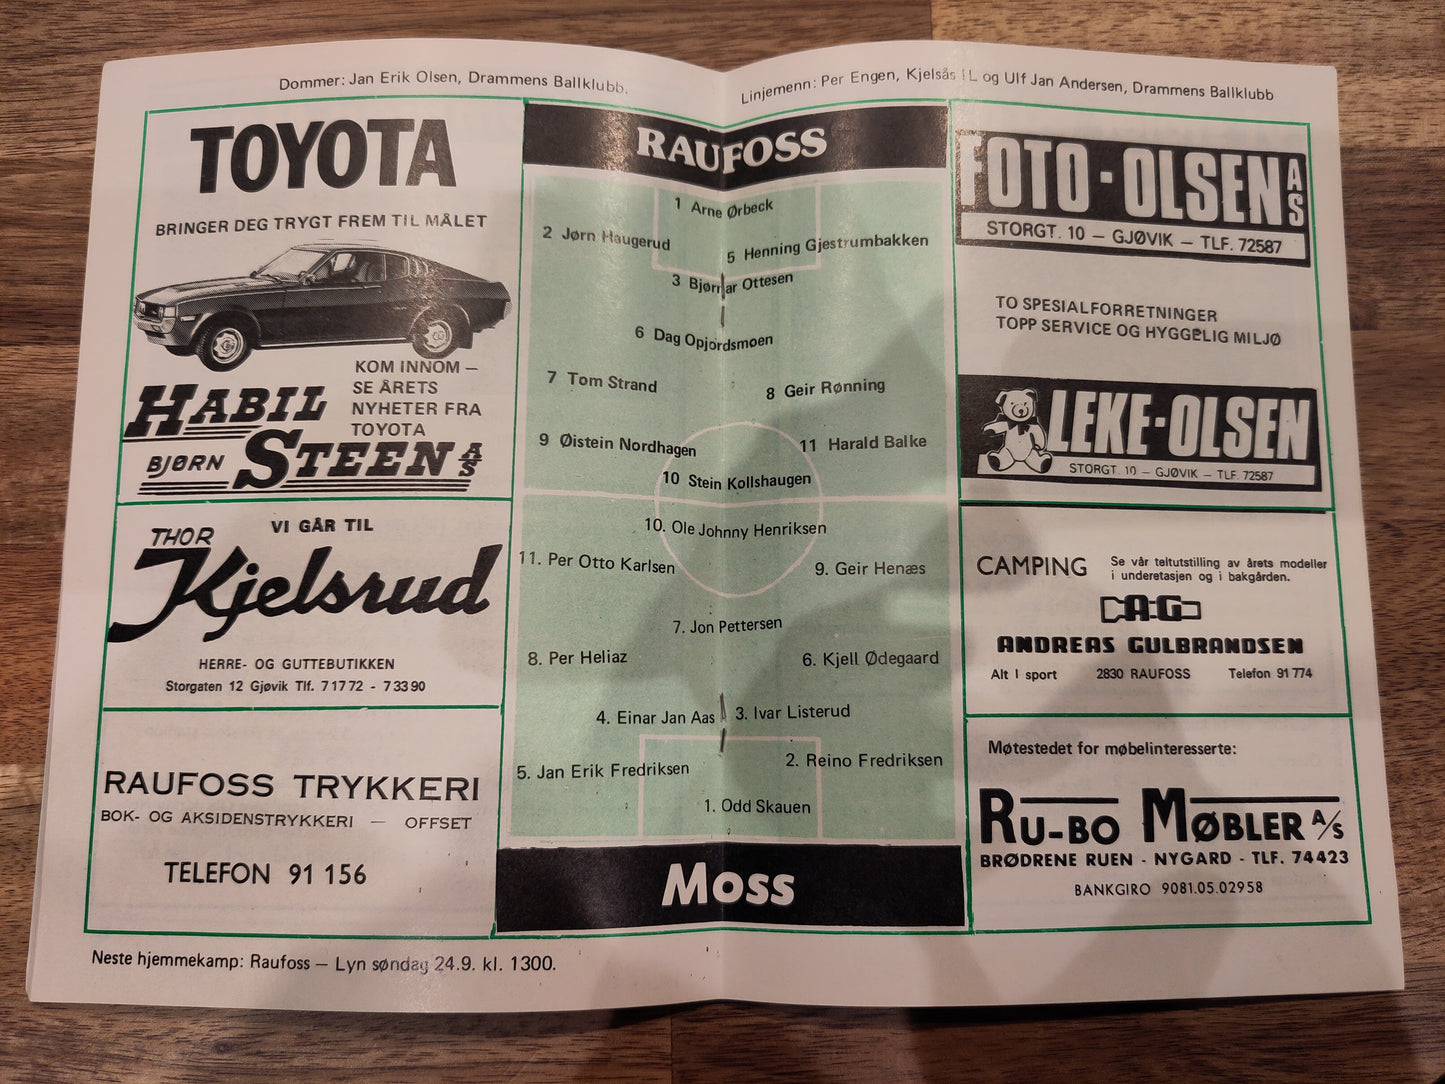 Dommer: Jan Erik Olsen, Drammens Ballklubb.
Linjemenn: Per Engen, Kjelsås IL og Ulf Jan Andersen, Drammens Ballklubb
TOYOTA
BRINGER DEG TRYGT FREM TIL MÅLET
KOM INNOM –
SE ÅRETS
NYHETER FRA
TOYOTA
HABIL
BJØRN STEEN A/S
VI GÅR TIL
THOR
Kjelsrud
HERRE- OG GUTTEBUTIKKEN
Storgaten 12 Gjøvik Tlf. 71772 - 73390
RAUFOSS TRYKKERI
BOK- OG AKSIDENSTRYKKERI — OFFSET
TELEFON 91 156
RAUFOSS
1 Arne Ørbeck
2 Jørn Haugerud
5 Henning Gjestrumbakken
3 Bjørnar Ottesen
6 Dag Opjordsmoen
7 Tom Strand
8 Geir Rønning
9 Øistein Nordhagen
11 Harald Balke
10 Stein Kollshaugen
10. Ole Johnny Henriksen
11. Per Otto Karlsen
9. Geir Henæs
7. Jon Pettersen
8. Per Heliaz
6. Kjell Ødegaard
4. Einar Jan Aas
3. Ivar Listerud
5. Jan Erik Fredriksen
2. Reino Fredriksen
1. Odd Skauen
MOSS
FOTO-OLSEN AS
STORGT. 10 – GJØVIK – TLF. 72587
TO SPESIALFORRETNINGER
TOPP SERVICE OG HYGGELIG MILJØ
LEKE-OLSEN
STORGT. 10 – GJØVIK – TLF. 72587
CAMPING
Se vår teltutstilling av årets modeller
i underetasjen og i bakgården.
AG
ANDREAS GULBRANDSEN
Alt I sport 2830 RAUFOSS Telefon 91 774
Møtestedet for møbelinteresserte:
RU-BO MØBLER A/S
BRØDRENE RUEN - NYGARD - TLF. 74423
BANKGIRO 9081.05.02958
Neste hjemmekamp: Raufoss – Lyn søndag 24.9. kl. 1300.